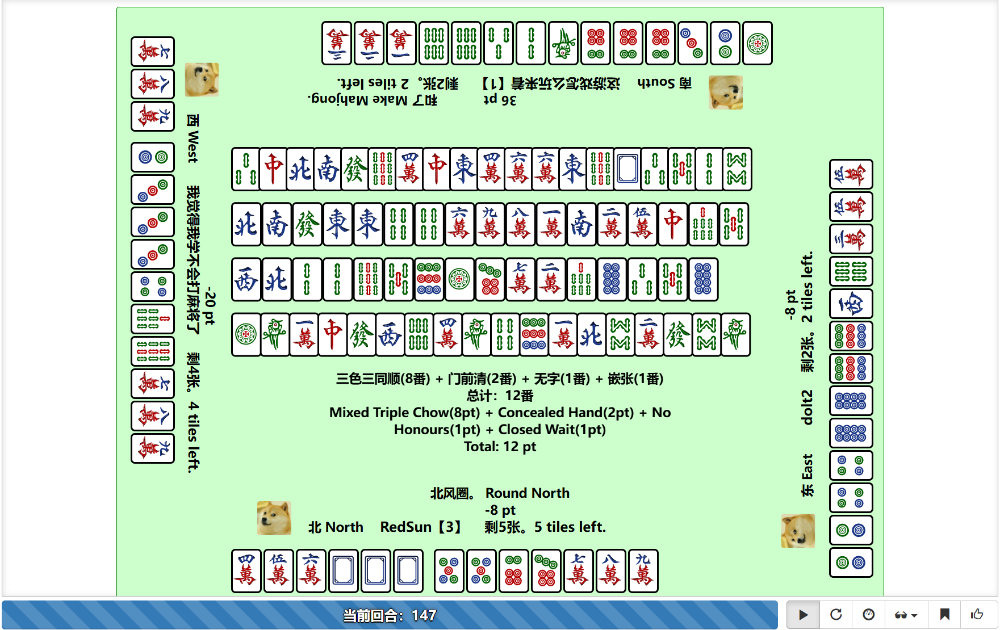 南 South 这游戏怎么玩来着【1】 剩2张。2 tiles left.
36 pt
和了 Make Mahjong.
西 West 我觉得我学不会打麻将了 剩4张。4 tiles left.
-20 pt
东 East dolt2 剩2张。2 tiles left.
-8 pt
三色三同顺(8番) + 门前清(2番) + 无字(1番) + 嵌张(1番)
总计：12番
Mixed Triple Chow(8pt) + Concealed Hand(2pt) + No
Honours(1pt) + Closed Wait(1pt)
Total: 12 pt
北风圈。 Round North
-8 pt
北 North RedSun【3】 剩5张。5 tiles left.
当前回合：147